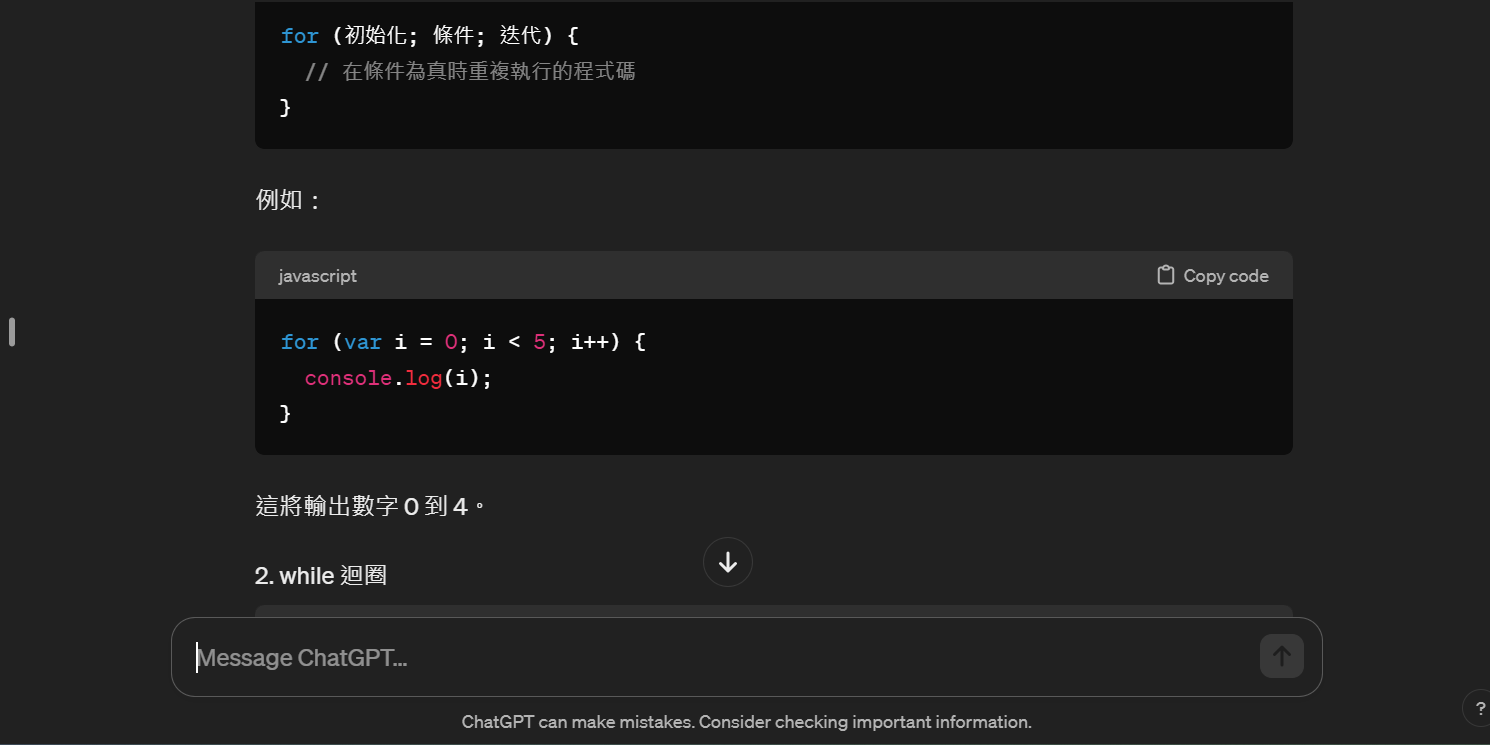 for (初始化; 條件; 迭代) {
// 在條件為真時重複執行的程式碼
}
例如：
javascript
Copy code
for (var i = 0; i < 5; i++) {
console.log(i);
}
這將輸出數字 0 到 4。
2. while 迴圈
Message ChatGPT...
ChatGPT can make mistakes. Consider checking important information.
?